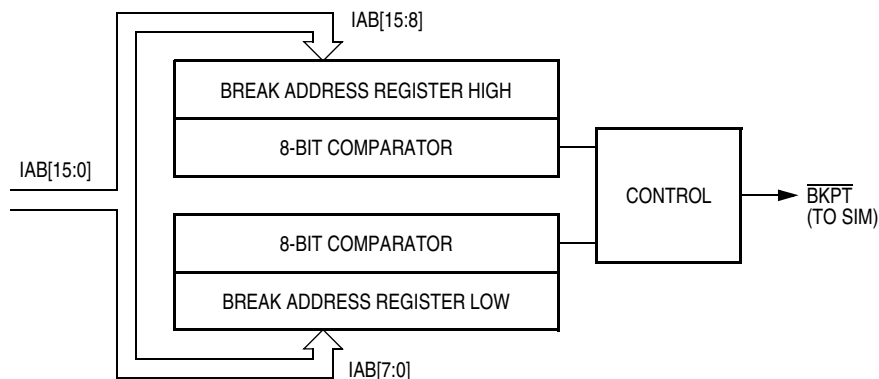 IAB[15:8]
BREAK ADDRESS REGISTER HIGH
8-BIT COMPARATOR
IAB[15:0]
CONTROL
BKPT
(TO SIM)
8-BIT COMPARATOR
BREAK ADDRESS REGISTER LOW
IAB[7:0]